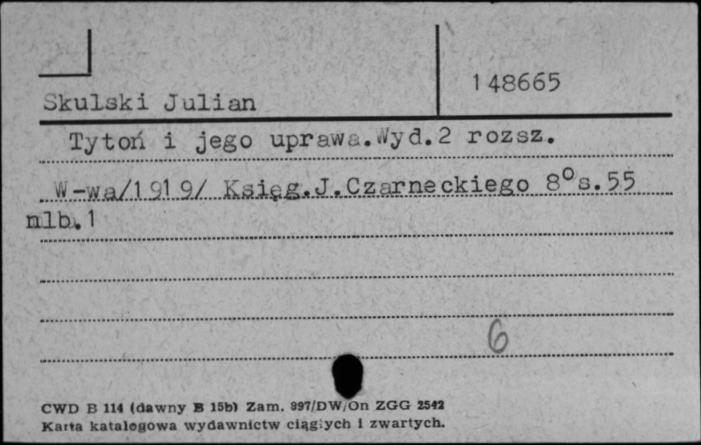 148665
Skulski Julian
Tytoń i jego uprawa.Wyd.2 rozsz.
W-wa/1919/ Księg.J.Czarneckiego 8°s.55
nlb.1
6
CWD B 114 (dawny B 15b) Zam. 997/DW/On ZGG 2542
Karta katalogowa wydawnictw ciągłych i zwartych.